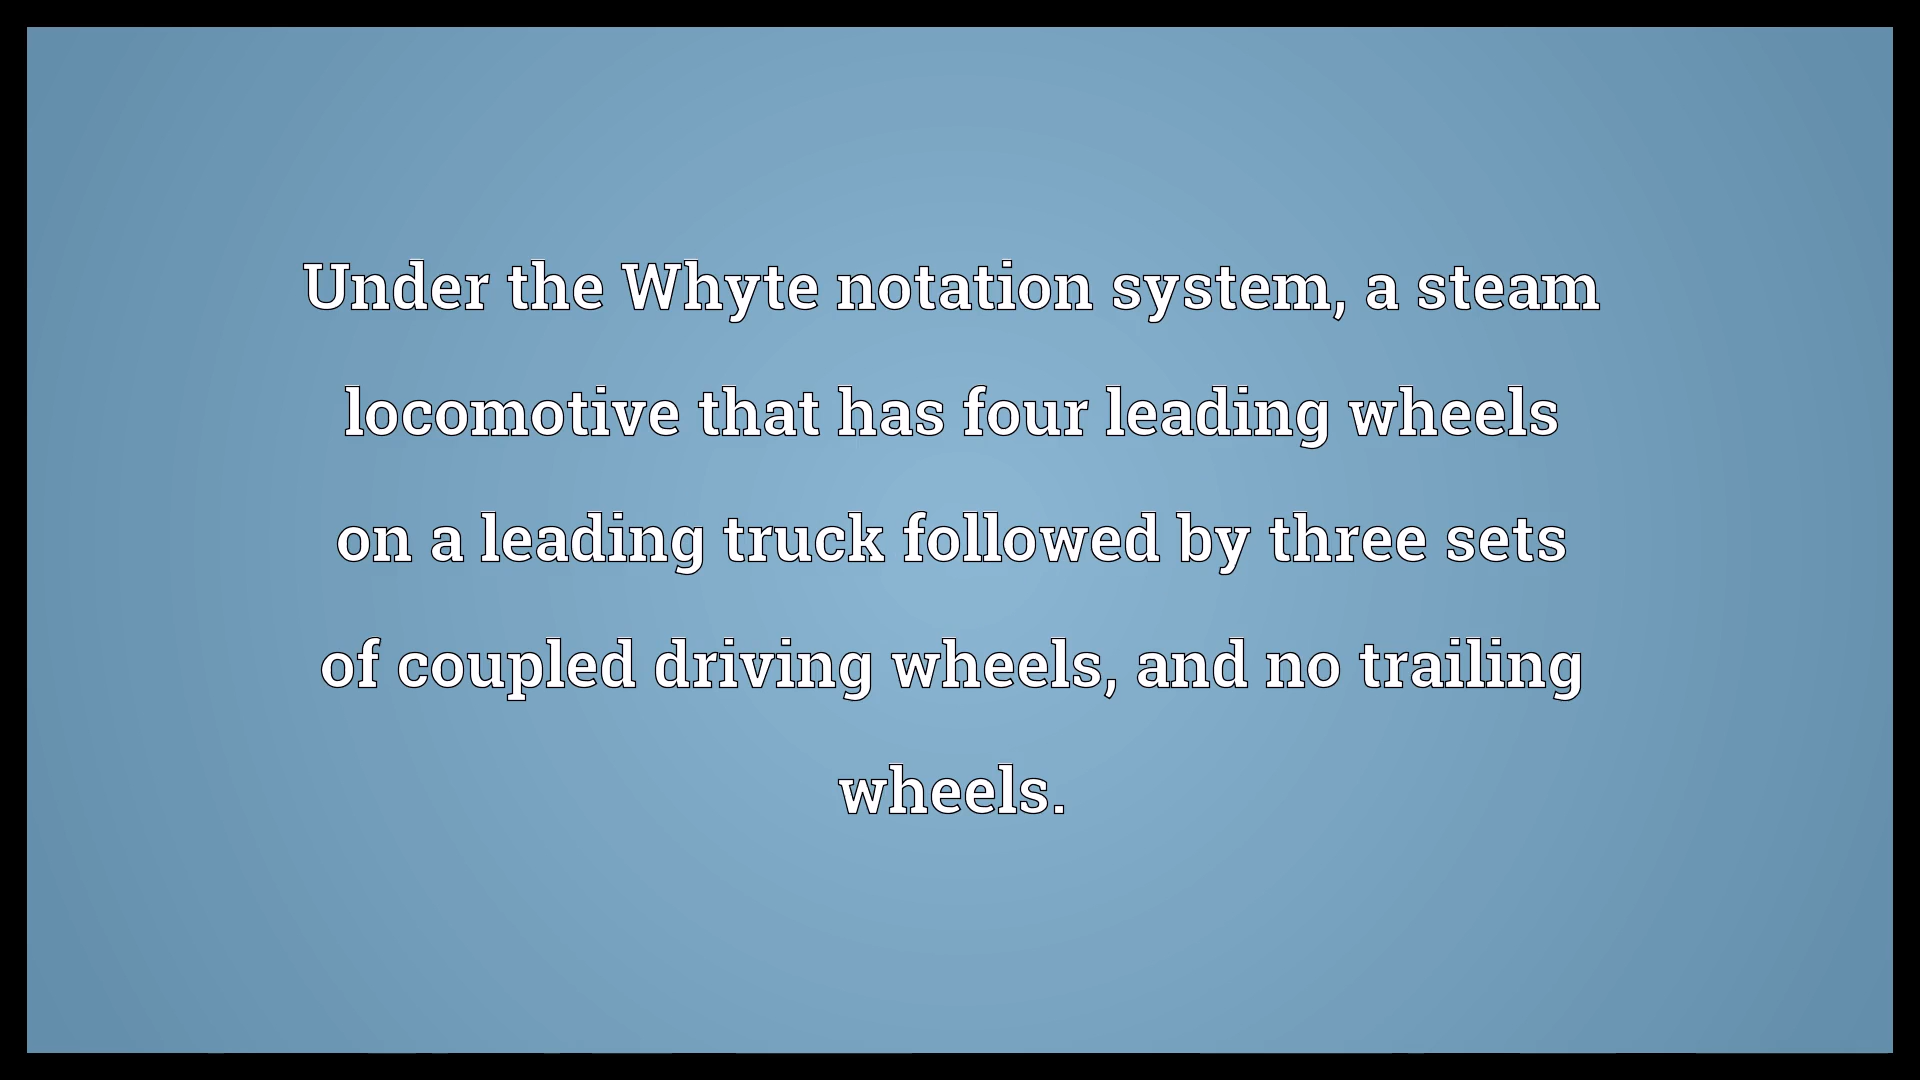 Under the Whyte notation system, a steam
locomotive that has four leading wheels
on a leading truck followed by three sets
of coupled driving wheels, and no trailing
wheels.